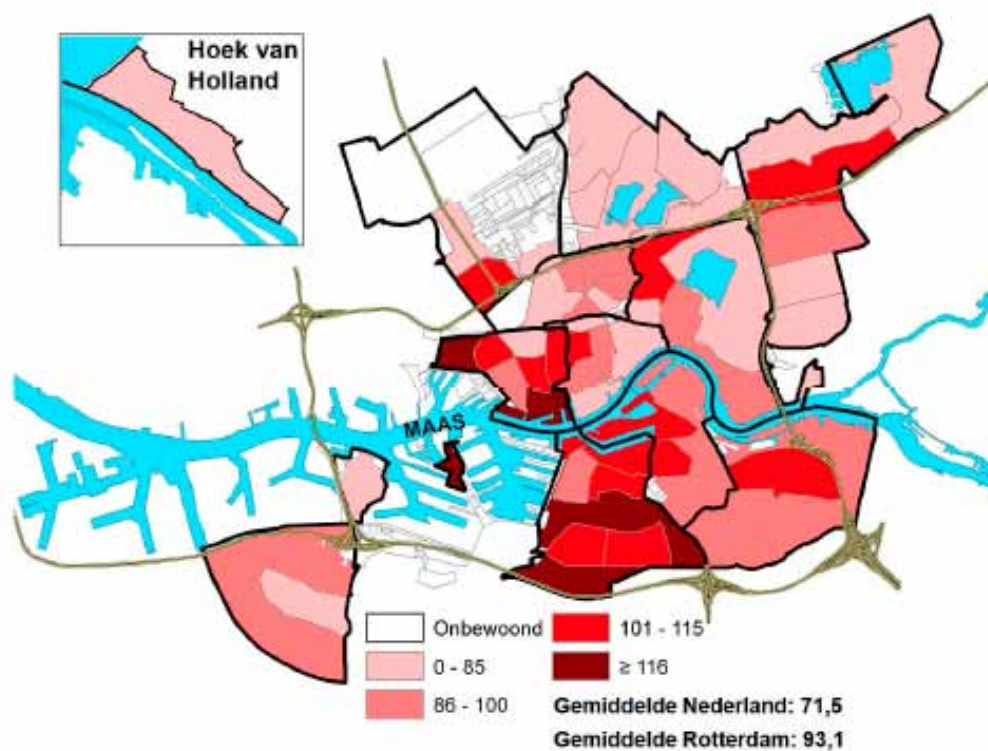 Hoek van
Holland
MAAS
Onbewoond
0 - 85
86 - 100
101 - 115
≥ 116
Gemiddelde Nederland: 71,5
Gemiddelde Rotterdam: 93,1